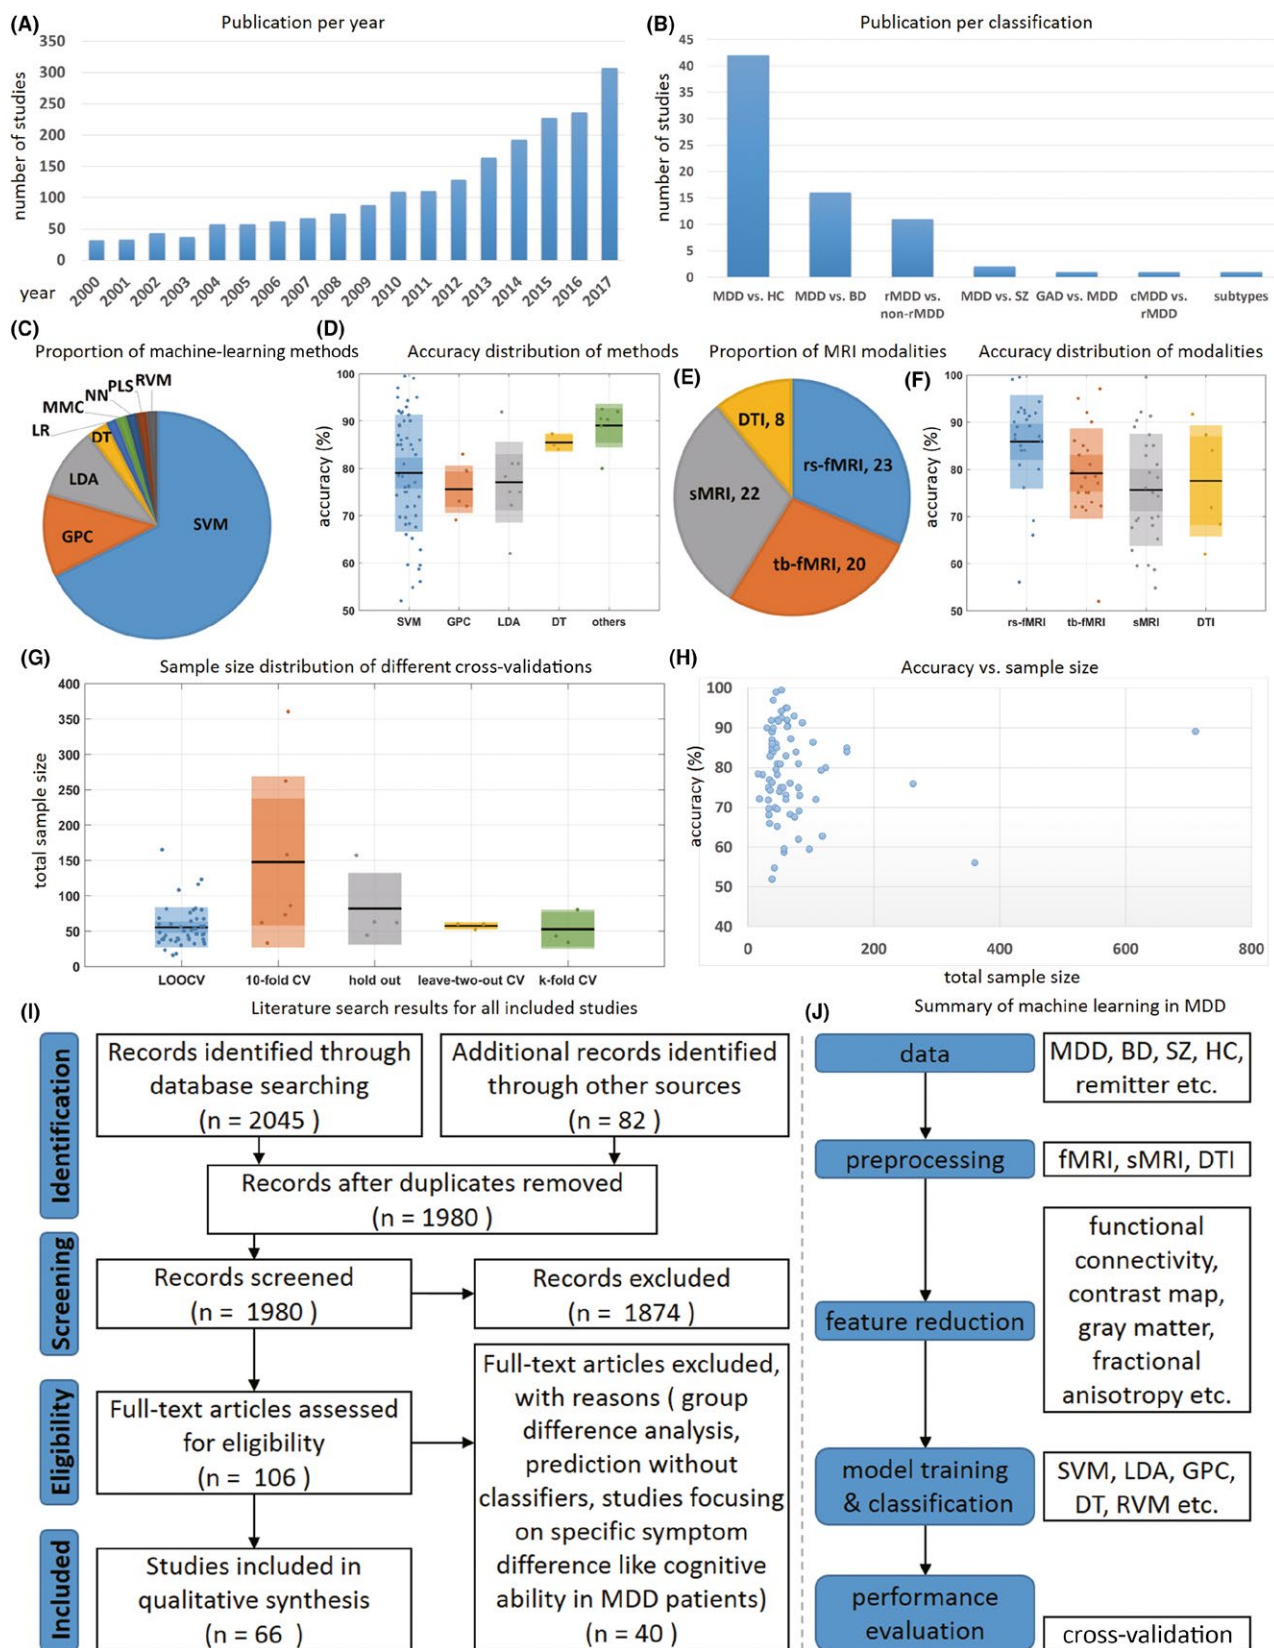 (A)
Publication per year
number of studies
350
300
250
200
150
100
50
0
year
2000
2001
2002
2003
2004
2005
2006
2007
2008
2009
2010
2011
2012
2013
2014
2015
2016
2017
(B)
Publication per classification
number of studies
45
40
35
30
25
20
15
10
5
0
MDD vs. HC
MDD vs. BD
rMDD vs.
non-rMDD
MDD vs. SZ
GAD vs. MDD
cMDD vs.
rMDD
subtypes
(C)
Proportion of machine-learning methods
RVM
PLS
NN
MMC
LR
DT
LDA
GPC
SVM
(D)
Accuracy distribution of methods
accuracy (%)
100
90
80
70
60
50
SVM
GPC
LDA
DT
others
(E)
Proportion of MRI modalities
DTI, 8
rs-fMRI, 23
sMRI, 22
tb-fMRI, 20
(F)
Accuracy distribution of modalities
accuracy (%)
100
90
80
70
60
50
rs-fMRI
tb-fMRI
sMRI
DTI
(G)
Sample size distribution of different cross-validations
total sample size
400
350
300
250
200
150
100
50
0
LOOCV
10-fold CV
hold out
leave-two-out CV
k-fold CV
(H)
Accuracy vs. sample size
accuracy (%)
100
90
80
70
60
50
40
0
200
400
600
800
total sample size
(I)
Literature search results for all included studies
Identification
Records identified through
database searching
(n = 2045 )
Additional records identified
through other sources
(n = 82 )
Records after duplicates removed
(n = 1980 )
Screening
Records screened
(n = 1980 )
Records excluded
(n = 1874 )
Eligibility
Full-text articles assessed
for eligibility
(n = 106 )
Full-text articles excluded,
with reasons ( group
difference analysis,
prediction without
classifiers, studies focusing
on specific symptom
difference like cognitive
ability in MDD patients)
(n = 40 )
Included
Studies included in
qualitative synthesis
(n = 66 )
(J)
Summary of machine learning in MDD
data
MDD, BD, SZ, HC,
remitter etc.
preprocessing
fMRI, sMRI, DTI
feature reduction
functional
connectivity,
contrast map,
gray matter,
fractional
anisotropy etc.
model training
& classification
SVM, LDA, GPC,
DT, RVM etc.
performance
evaluation
cross-validation